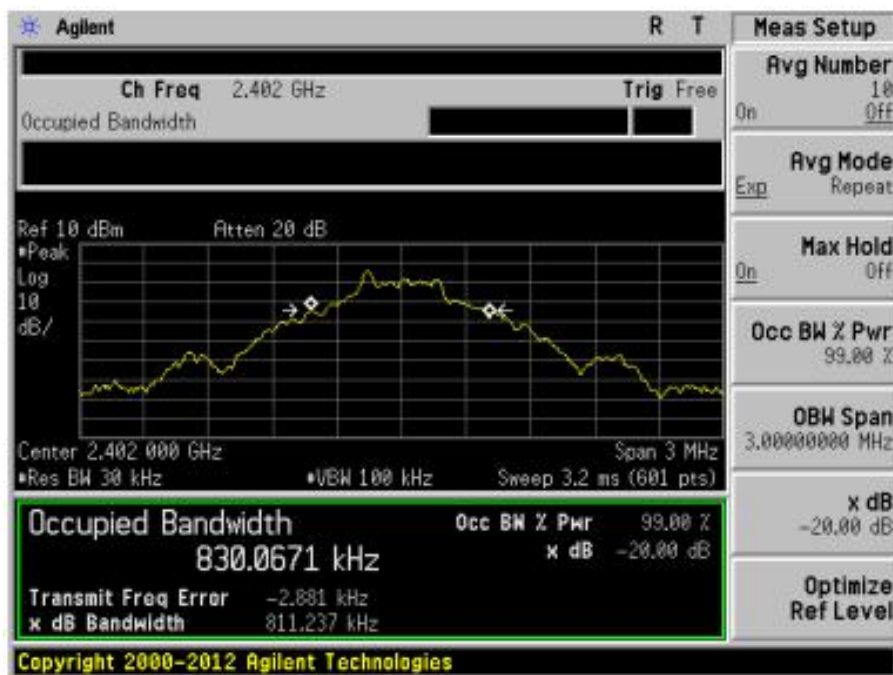 Agilent R T
Ch Freq 2.402 GHz Trig Free
Occupied Bandwidth
Ref 10 dBm Atten 20 dB
#Peak
Log
10
dB/
Center 2.402 000 GHz Span 3 MHz
#Res BW 30 kHz #VBW 100 kHz Sweep 3.2 ms (601 pts)
Occupied Bandwidth
830.0671 kHz
Occ BW % Pwr 99.00 %
x dB -20.00 dB
Transmit Freq Error -2.881 kHz
x dB Bandwidth 811.237 kHz
Copyright 2000-2012 Agilent Technologies
Meas Setup
Avg Number
10
On Off
Avg Mode
Exp Repeat
Max Hold
On Off
Occ BW % Pwr
99.00 %
OBW Span
3.00000000 MHz
x dB
-20.00 dB
Optimize
Ref Level